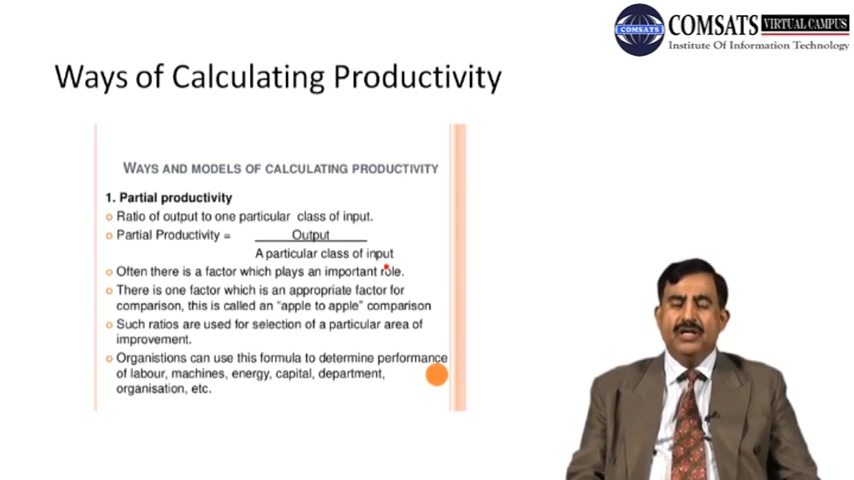 COMSATS VIRTUAL CAMPUS
COMSATS
Institute Of Information Technology
Ways of Calculating Productivity
WAYS AND MODELS OF CALCULATING PRODUCTIVITY
1. Partial productivity
Ratio of output to one particular class of input.
Partial Productivity = Output
A particular class of input
Often there is a factor which plays an important role.
There is one factor which is an appropriate factor for
comparison, this is called an “apple to apple” comparison
Such ratios are used for selection of a particular area of
improvement.
Organistions can use this formula to determine performance
of labour, machines, energy, capital, department,
organisation, etc.